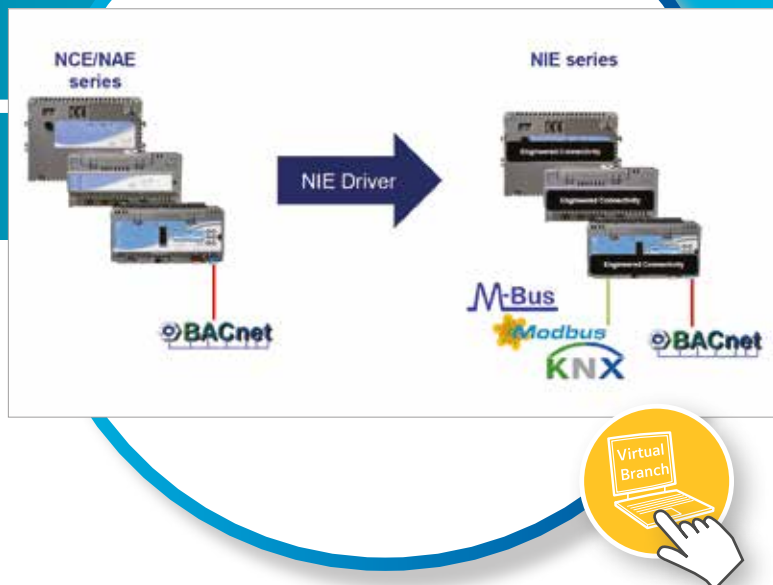 NCE/NAE
series
NIE series
NIE Driver
Engineered Connectivity
Engineered Connectivity
Engineered Connectivity
M-Bus
Modbus
KNX
BACnet
BACnet
Virtual
Branch